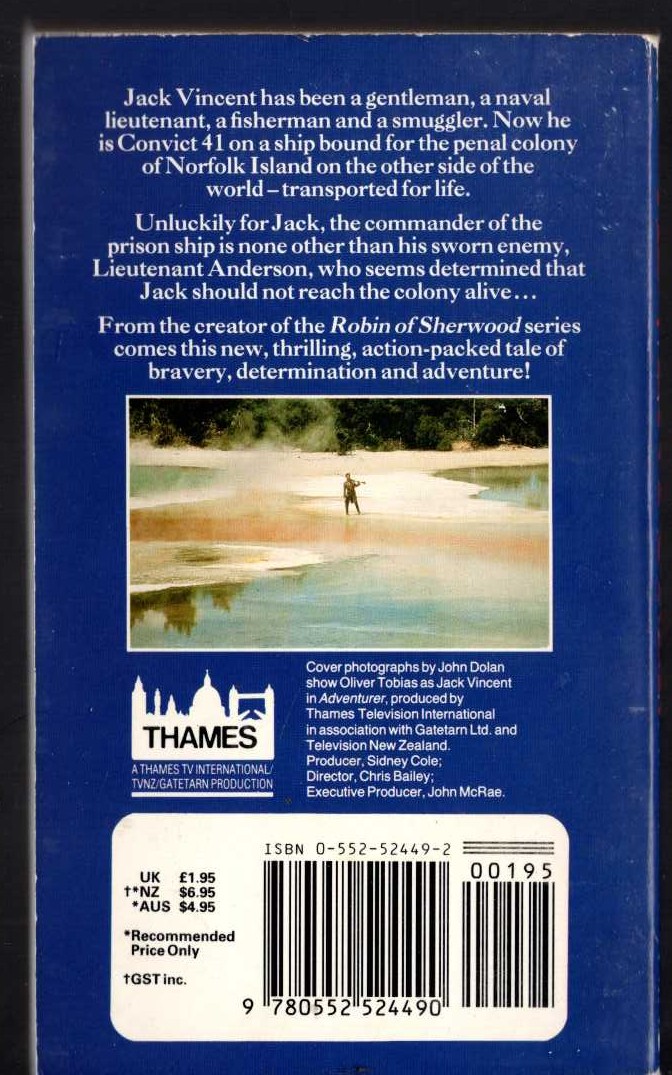 Jack Vincent has been a gentleman, a naval
lieutenant, a fisherman and a smuggler. Now he
is Convict 41 on a ship bound for the penal colony
of Norfolk Island on the other side of the
world – transported for life.
Unluckily for Jack, the commander of the
prison ship is none other than his sworn enemy,
Lieutenant Anderson, who seems determined that
Jack should not reach the colony alive...
From the creator of the Robin of Sherwood series
comes this new, thrilling, action-packed tale of
bravery, determination and adventure!
THAMES
A THAMES TV INTERNATIONAL/
TVNZ/GATETARN PRODUCTION
Cover photographs by John Dolan
show Oliver Tobias as Jack Vincent
in Adventurer, produced by
Thames Television International
in association with Gatetarn Ltd. and
Television New Zealand.
Producer, Sidney Cole;
Director, Chris Bailey;
Executive Producer, John McRae.
UK £1.95
†*NZ $6.95
*AUS $4.95
*Recommended
Price Only
†GST inc.
ISBN 0-552-52449-2
00195
9 780552 524490